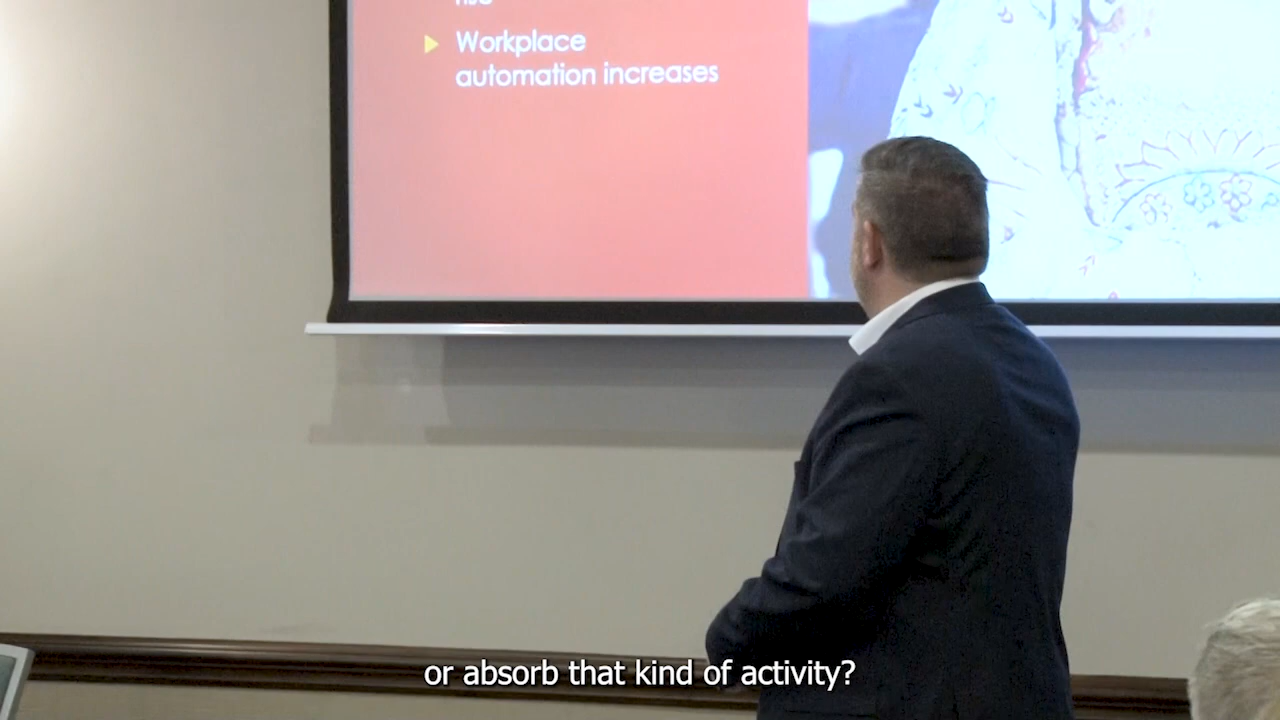 Workplace
automation increases
or absorb that kind of activity?